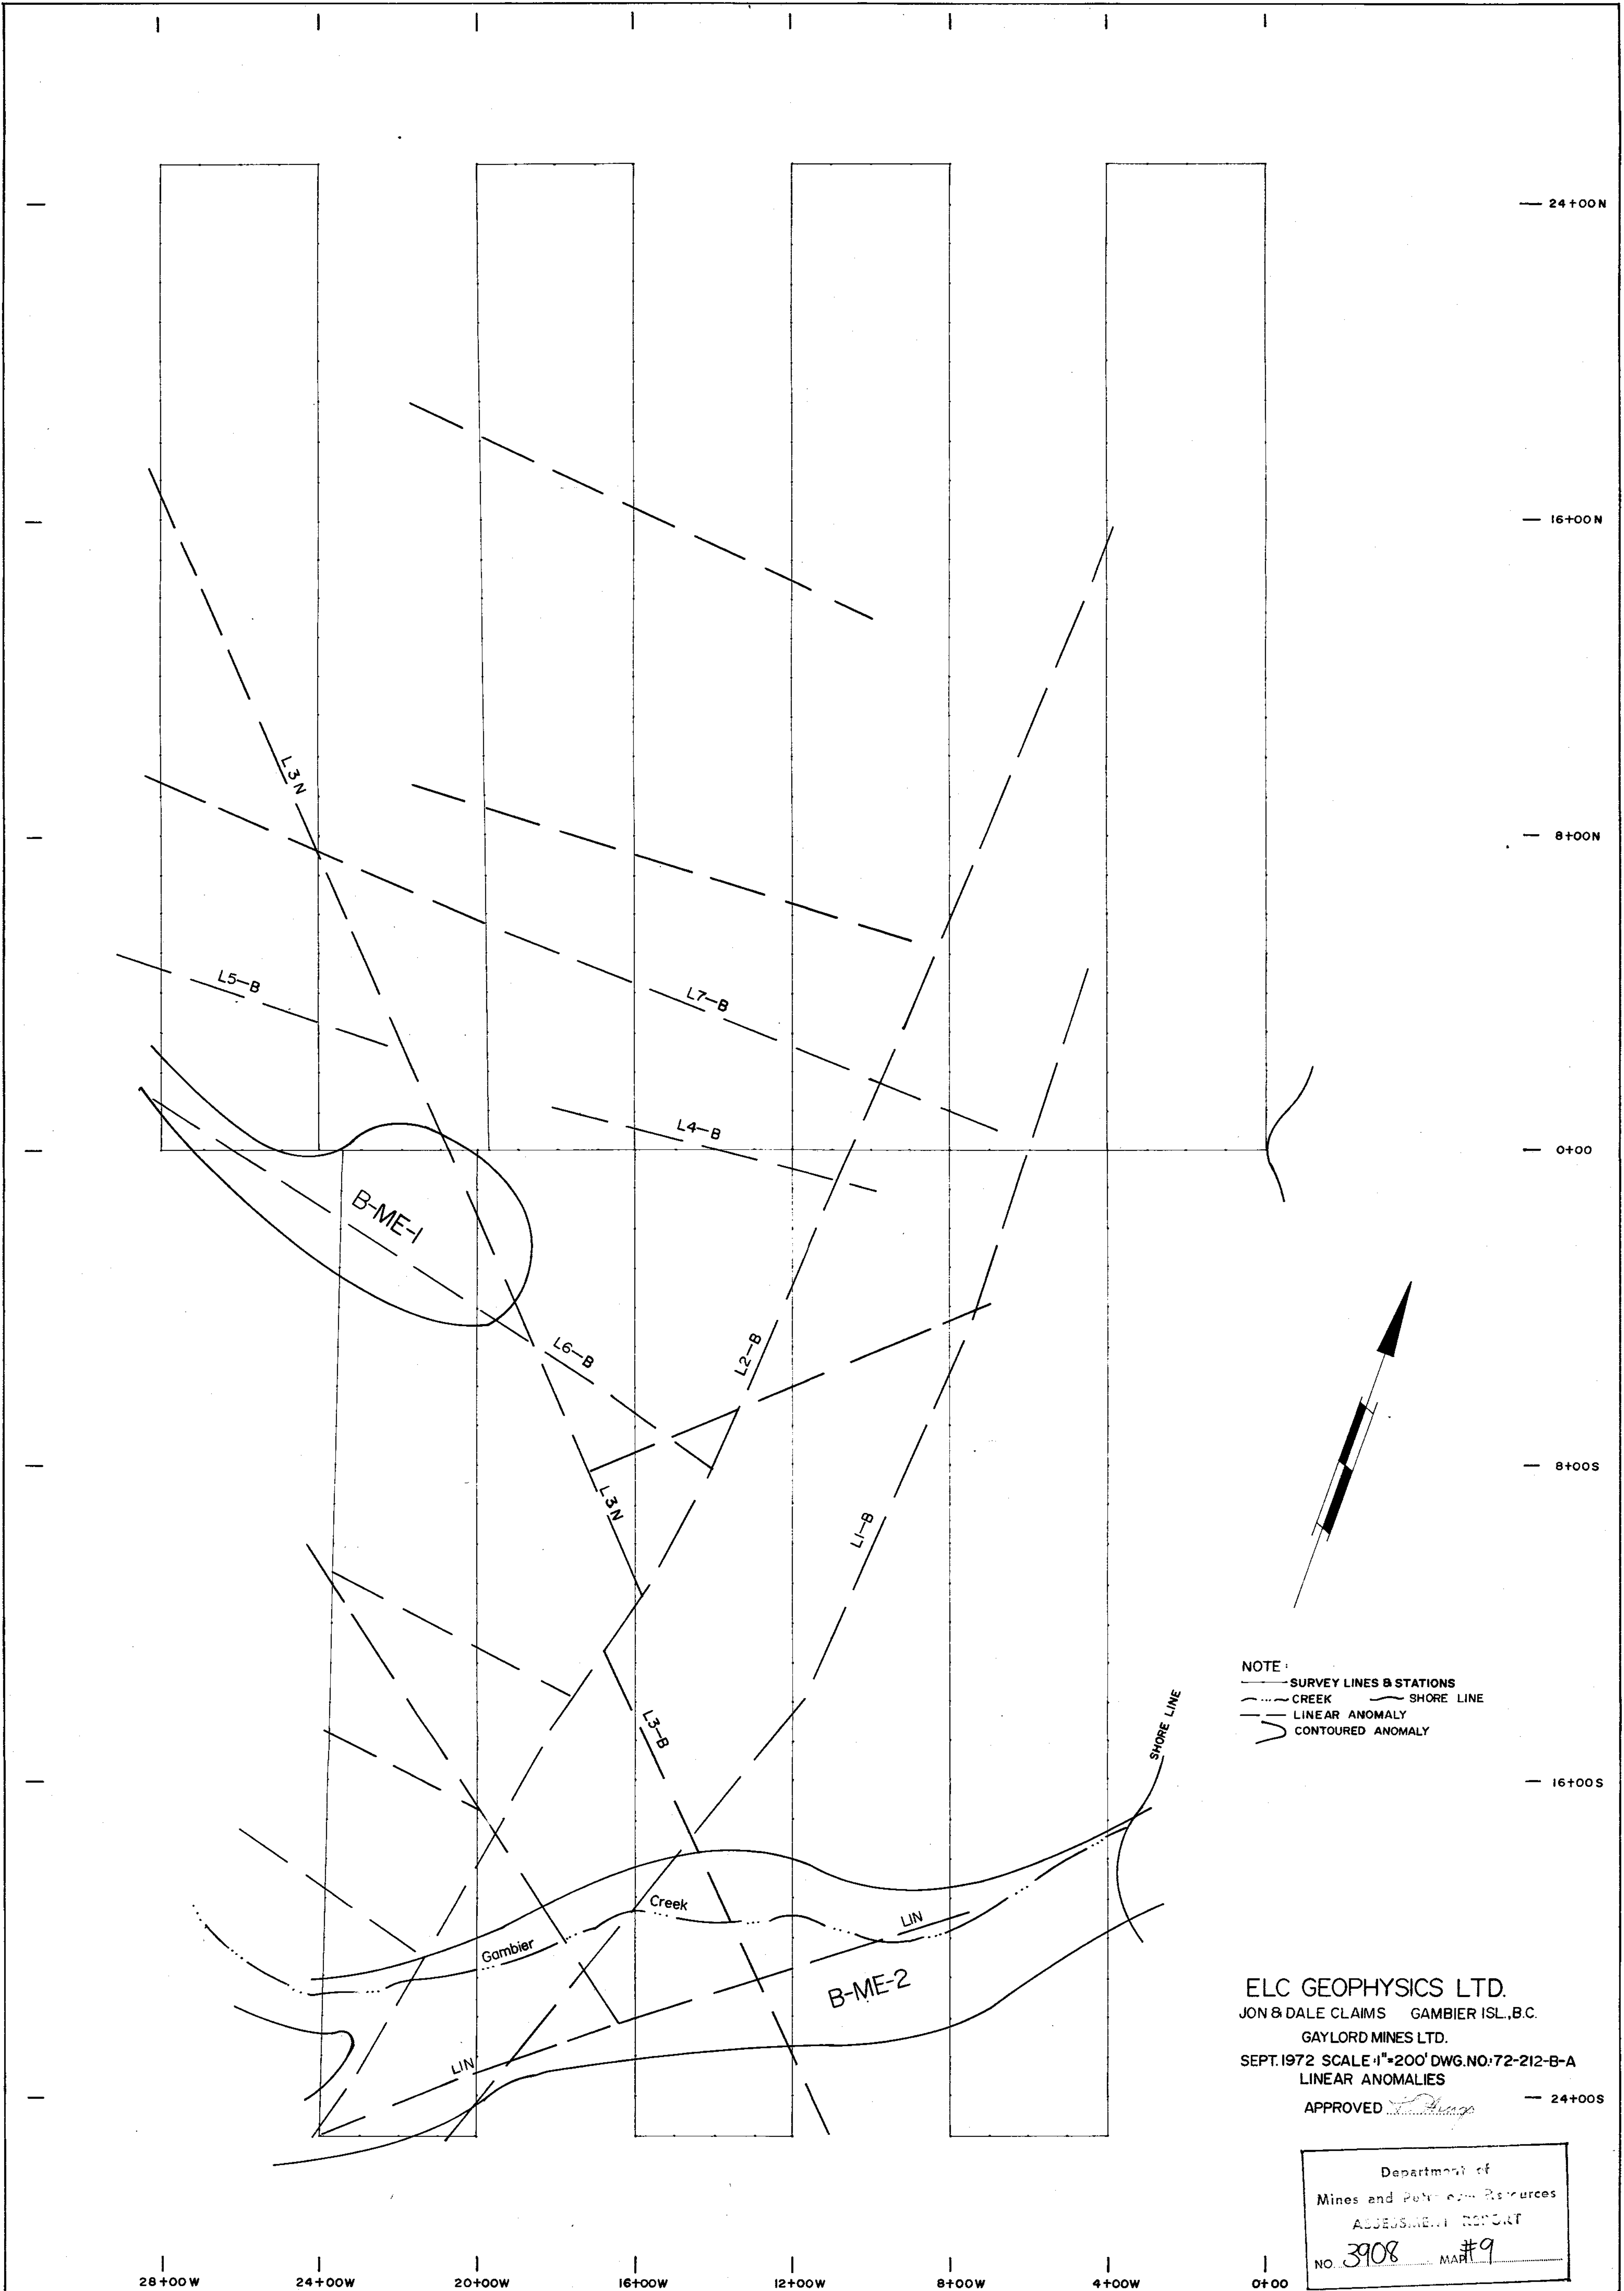 24+00N
16+00N
L3N
8+00N
L5-B
L7-B
L4-B
0+00
B-ME-1
L6-B
L2-B
8+00S
L3N
L1-B
NOTE:
SURVEY LINES & STATIONS
CREEK SHORE LINE
LINEAR ANOMALY
CONTOURED ANOMALY
SHORE LINE
L3-B
16+00S
Creek
LIN
Gambier
B-ME-2
LIN
ELC GEOPHYSICS LTD.
JON & DALE CLAIMS GAMBIER ISL., B.C.
GAYLORD MINES LTD.
SEPT. 1972 SCALE: 1"=200' DWG. NO.: 72-212-B-A
LINEAR ANOMALIES
24+00S
APPROVED
Department of
Mines and Petroleum Resources
ASSESSMENT REPORT
NO. 3908 MAP #9
28+00W 24+00W 20+00W 16+00W 12+00W 8+00W 4+00W 0+00